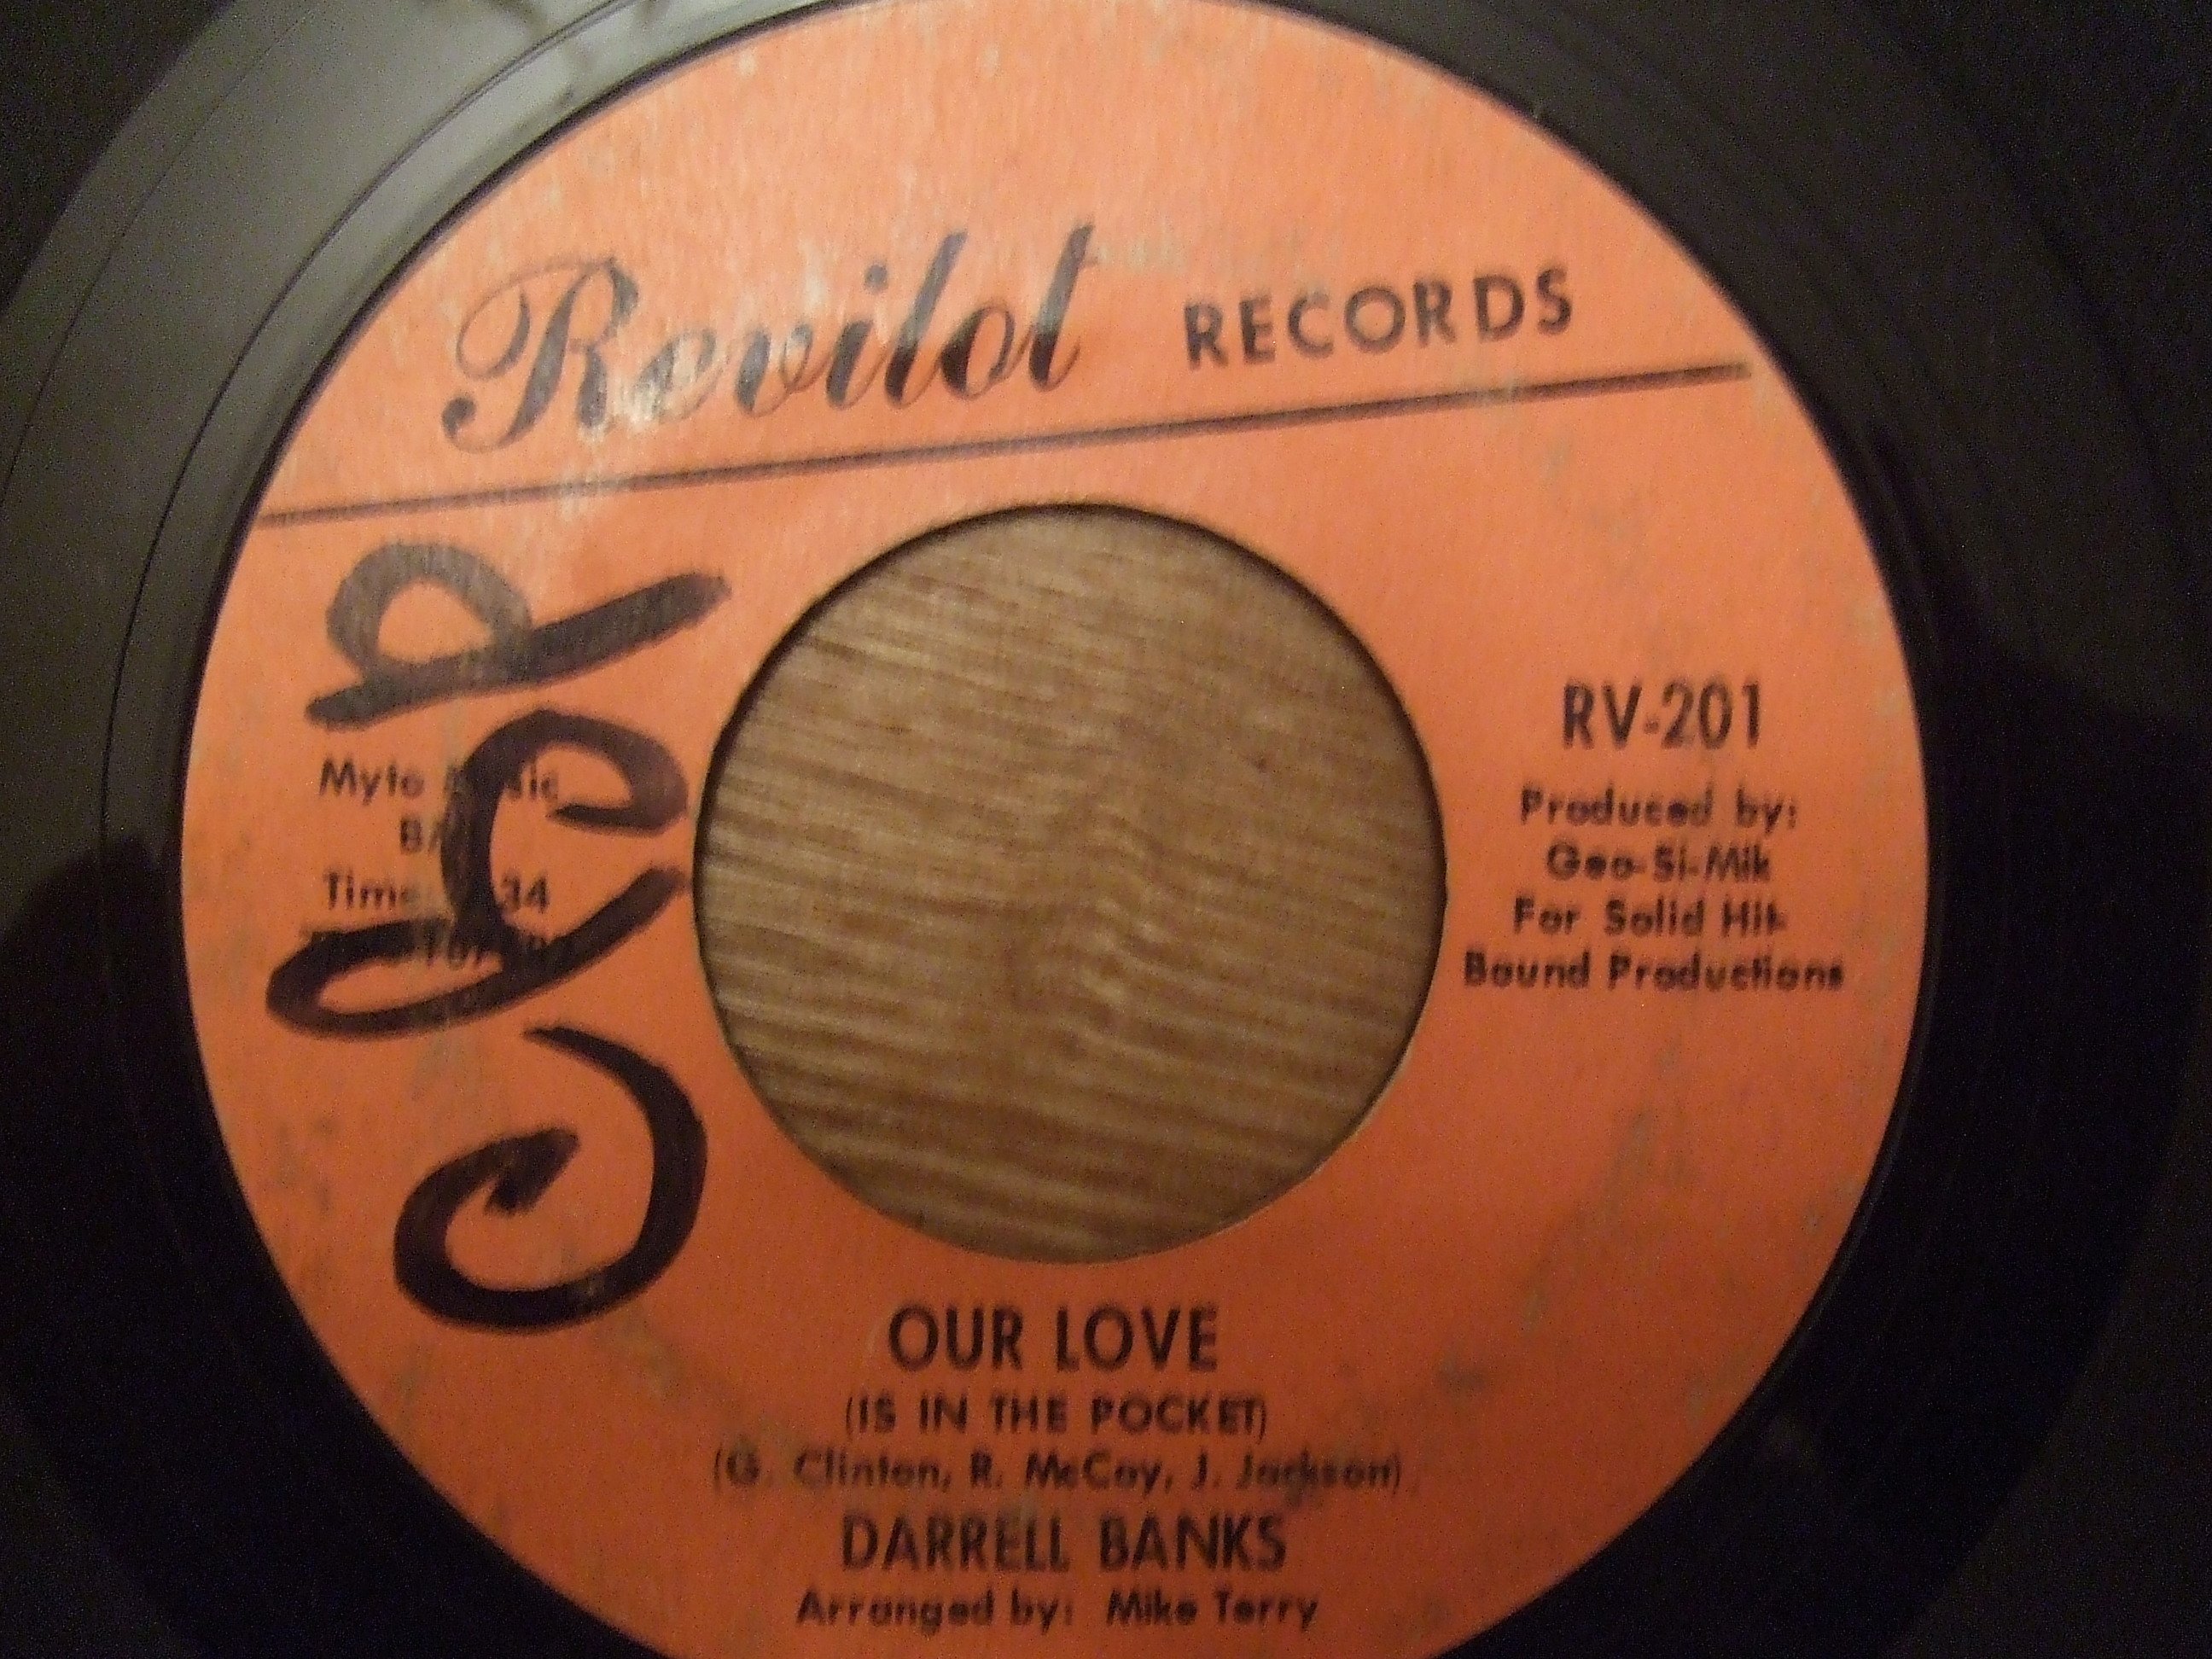 Revilot RECORDS
RV-201
Myto
Time
34
Produced by:
Geo-Si-Mik
For Solid Hit-
Bound Productions
OUR LOVE
(IS IN THE POCKET)
(G. Clinton, R. McCoy, J. Jackson)
DARRELL BANKS
Arranged by: Mike Terry